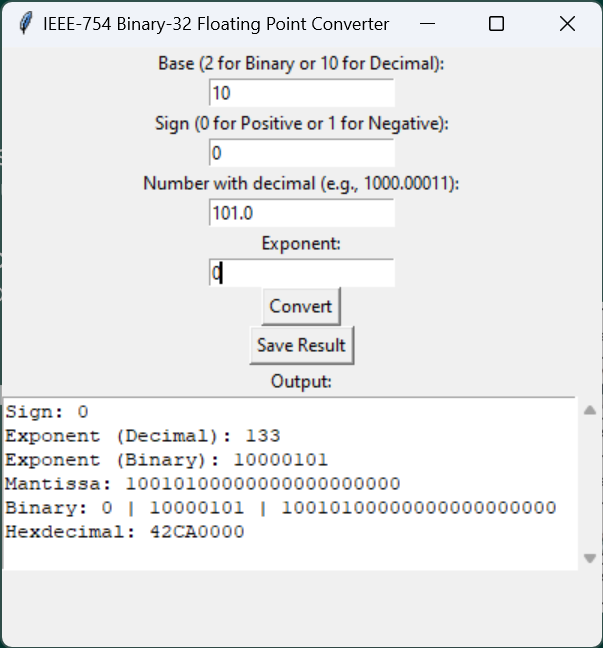 IEEE-754 Binary-32 Floating Point Converter
Base (2 for Binary or 10 for Decimal):
10
Sign (0 for Positive or 1 for Negative):
0
Number with decimal (e.g., 1000.00011):
101.0
Exponent:
0
Convert
Save Result
Output:
Sign: 0
Exponent (Decimal): 133
Exponent (Binary): 10000101
Mantissa: 10010100000000000000000
Binary: 0 | 10000101 | 10010100000000000000000
Hexdecimal: 42CA0000